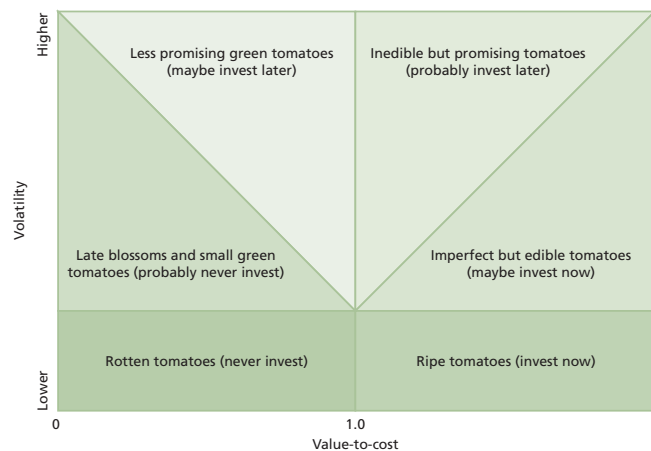 Higher
Less promising green tomatoes
(maybe invest later)
Inedible but promising tomatoes
(probably invest later)
Volatility
Late blossoms and small green
tomatoes (probably never invest)
Imperfect but edible tomatoes
(maybe invest now)
Rotten tomatoes (never invest)
Ripe tomatoes (invest now)
Lower
0
1.0
Value-to-cost